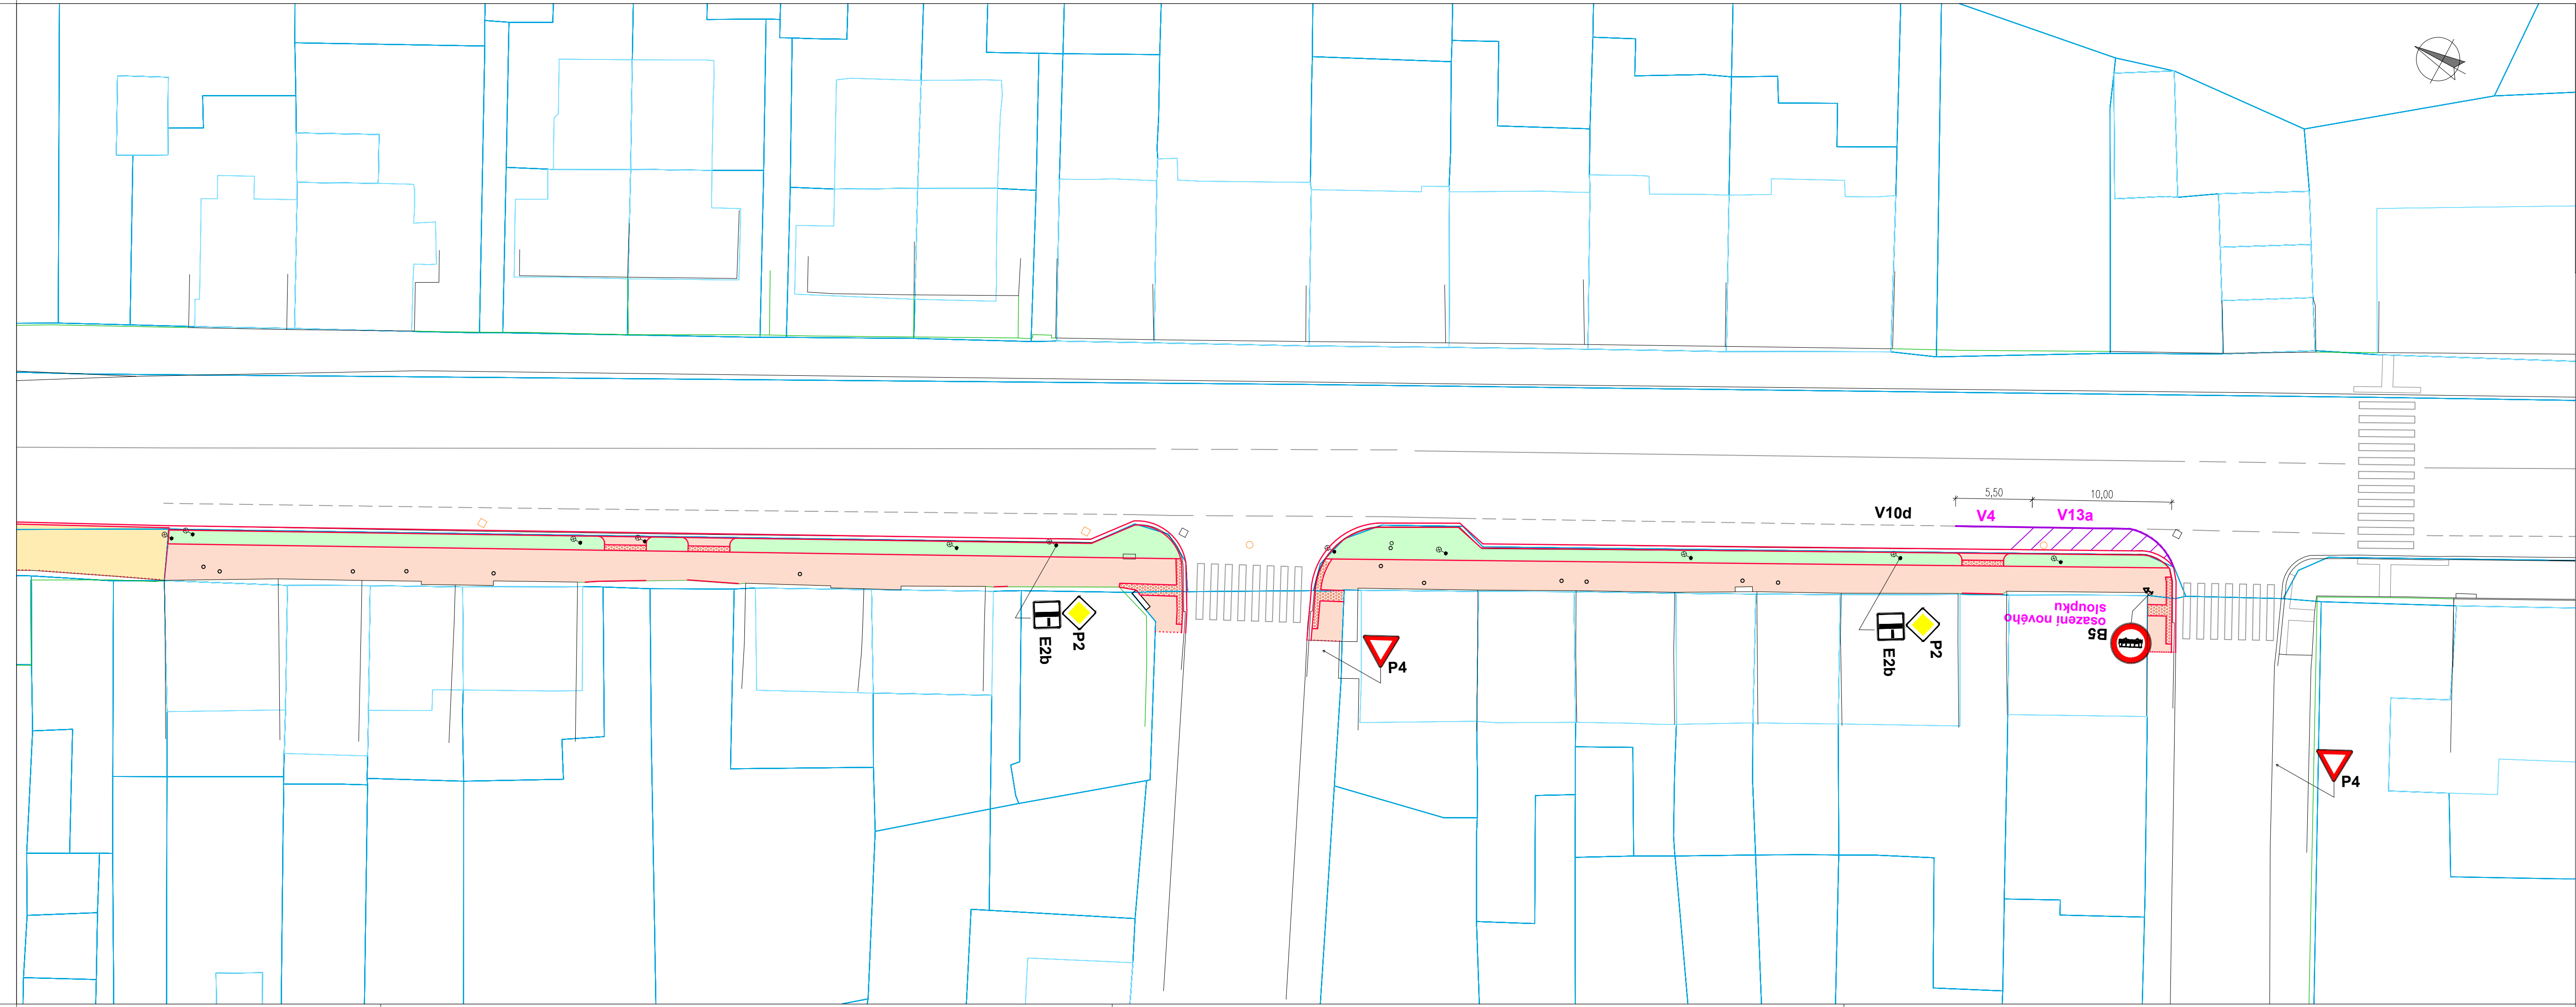 5,50
10,00
V10d
V4
V13a
P2
E2b
P4
P2
E2b
osazení nového
sloupku
B5
P4